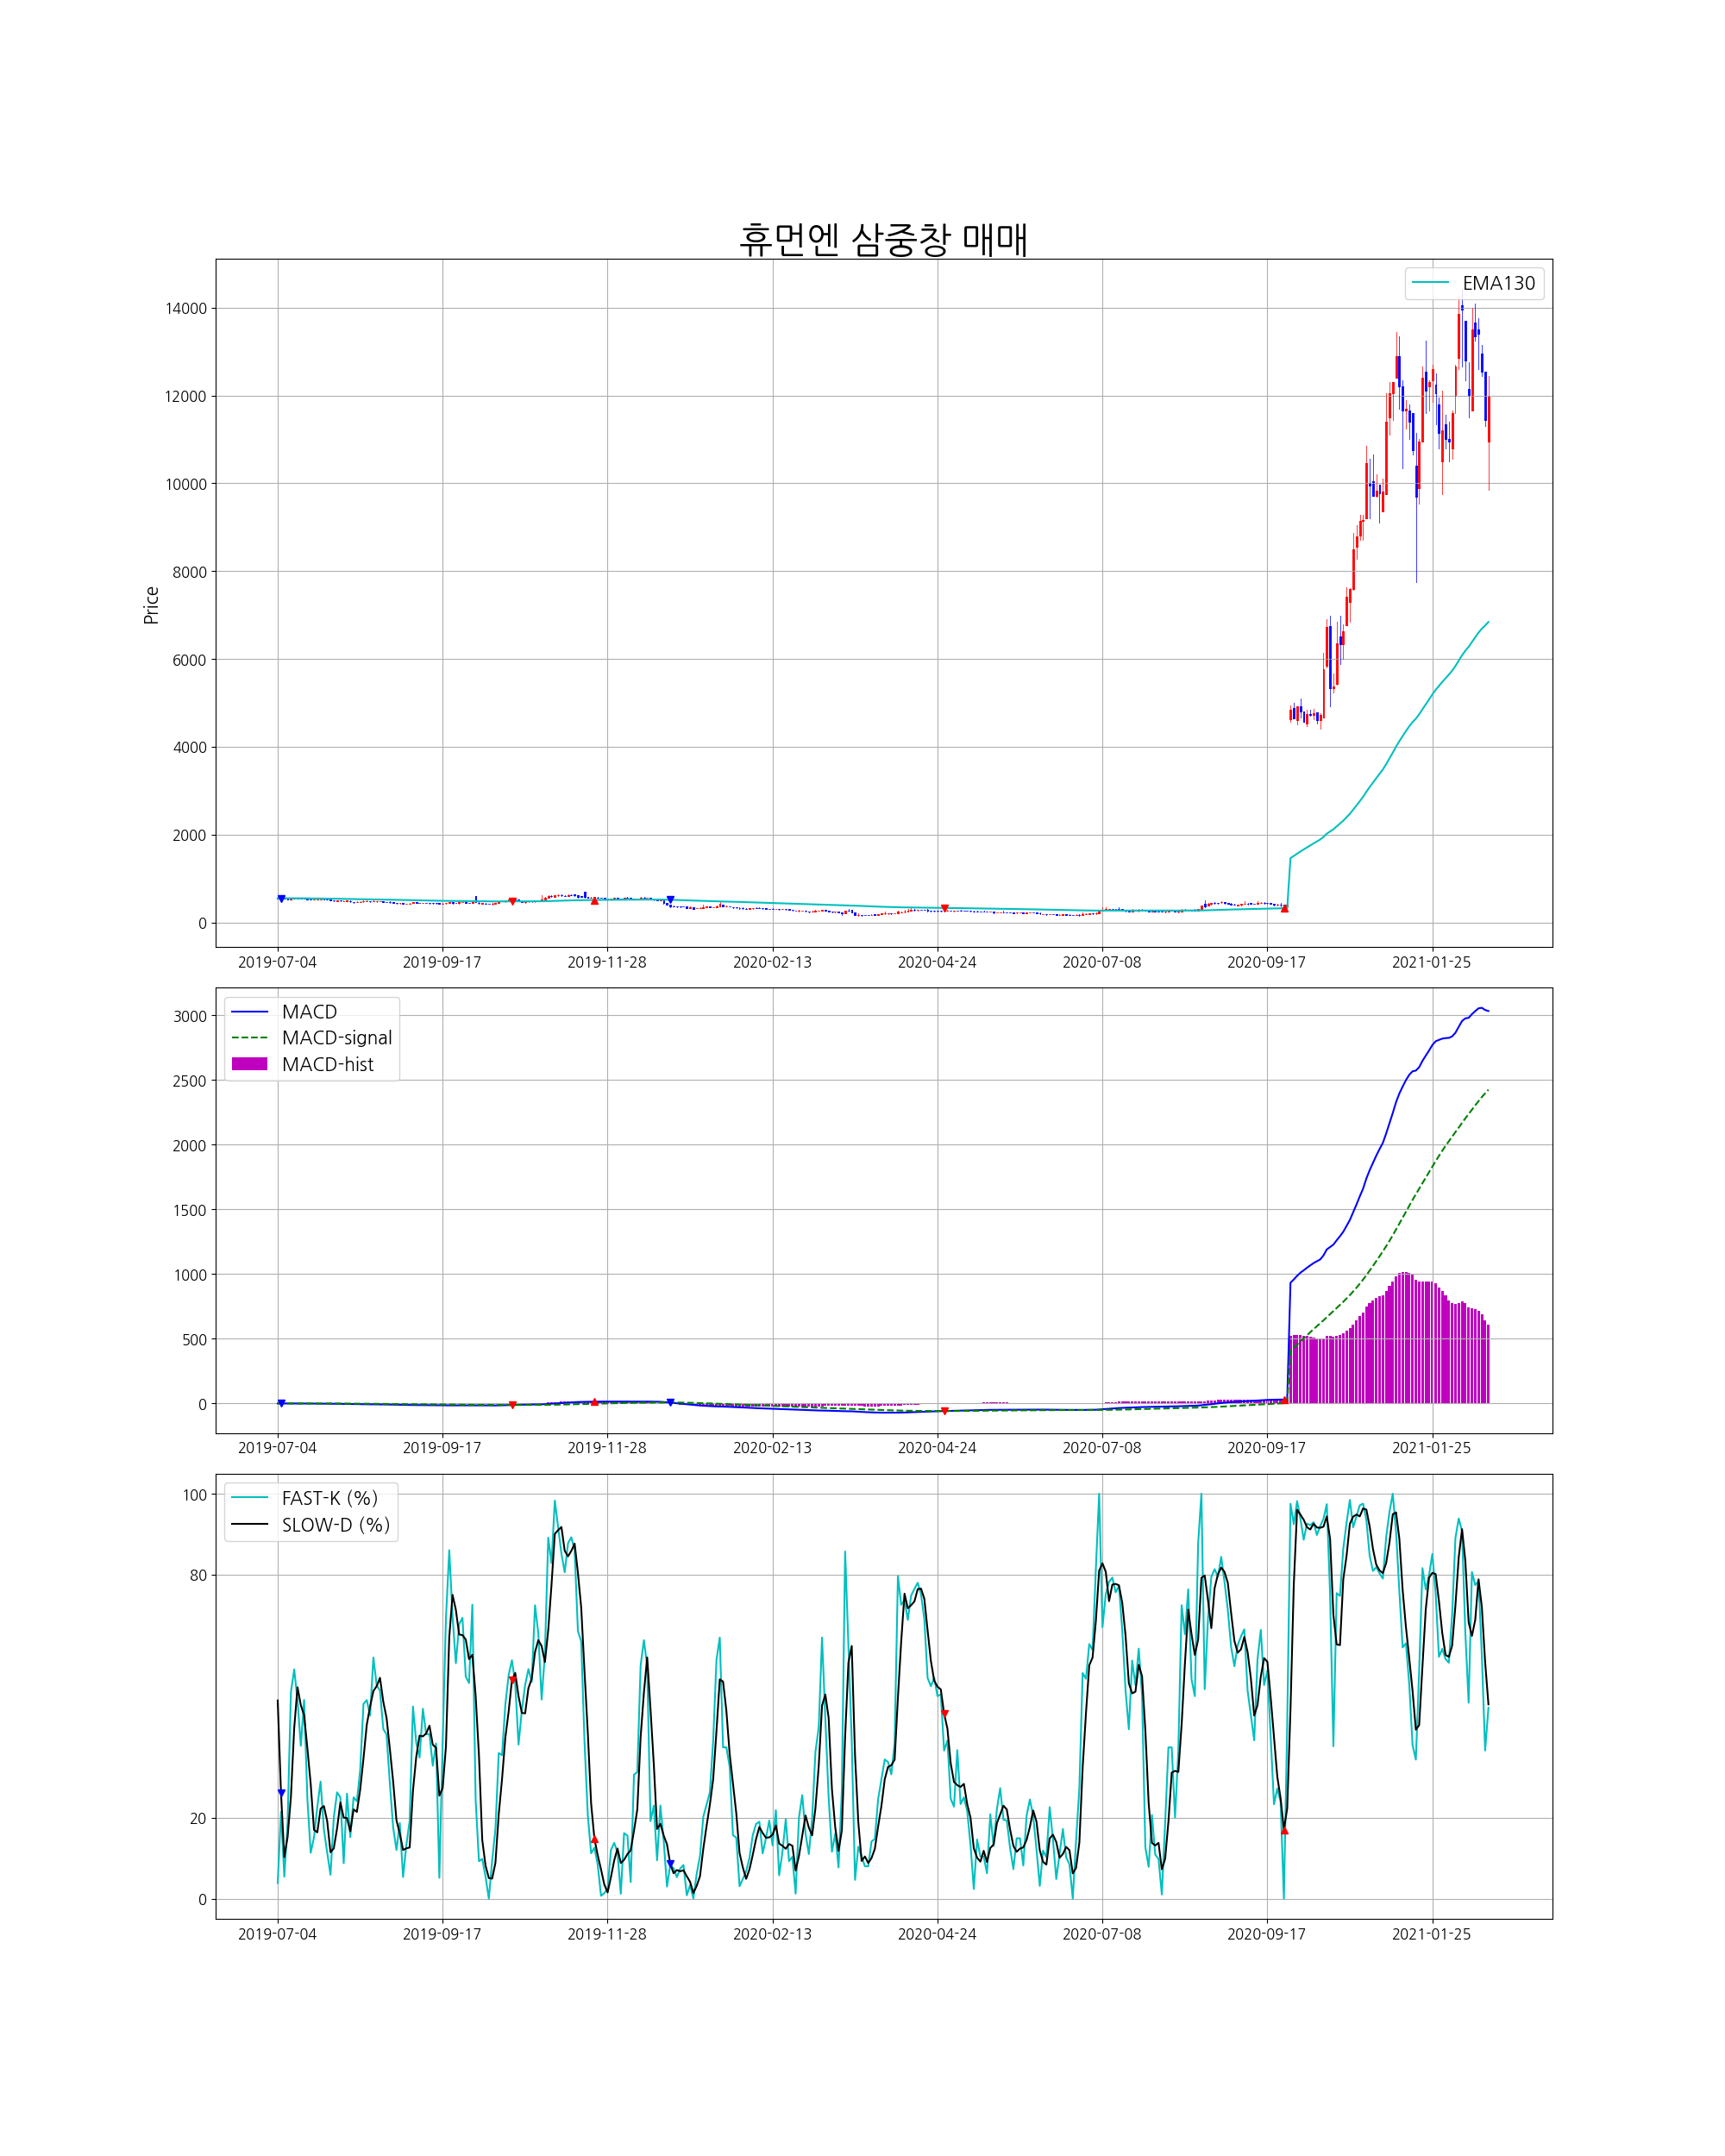 휴먼엔 삼중창 매매
EMA130
Price
14000
12000
10000
8000
6000
4000
2000
0
2019-07-04 2019-09-17 2019-11-28 2020-02-13 2020-04-24 2020-07-08 2020-09-17 2021-01-25
MACD
MACD-signal
MACD-hist
3000
2500
2000
1500
1000
500
0
2019-07-04 2019-09-17 2019-11-28 2020-02-13 2020-04-24 2020-07-08 2020-09-17 2021-01-25
FAST-K (%)
SLOW-D (%)
100
80
20
0
2019-07-04 2019-09-17 2019-11-28 2020-02-13 2020-04-24 2020-07-08 2020-09-17 2021-01-25